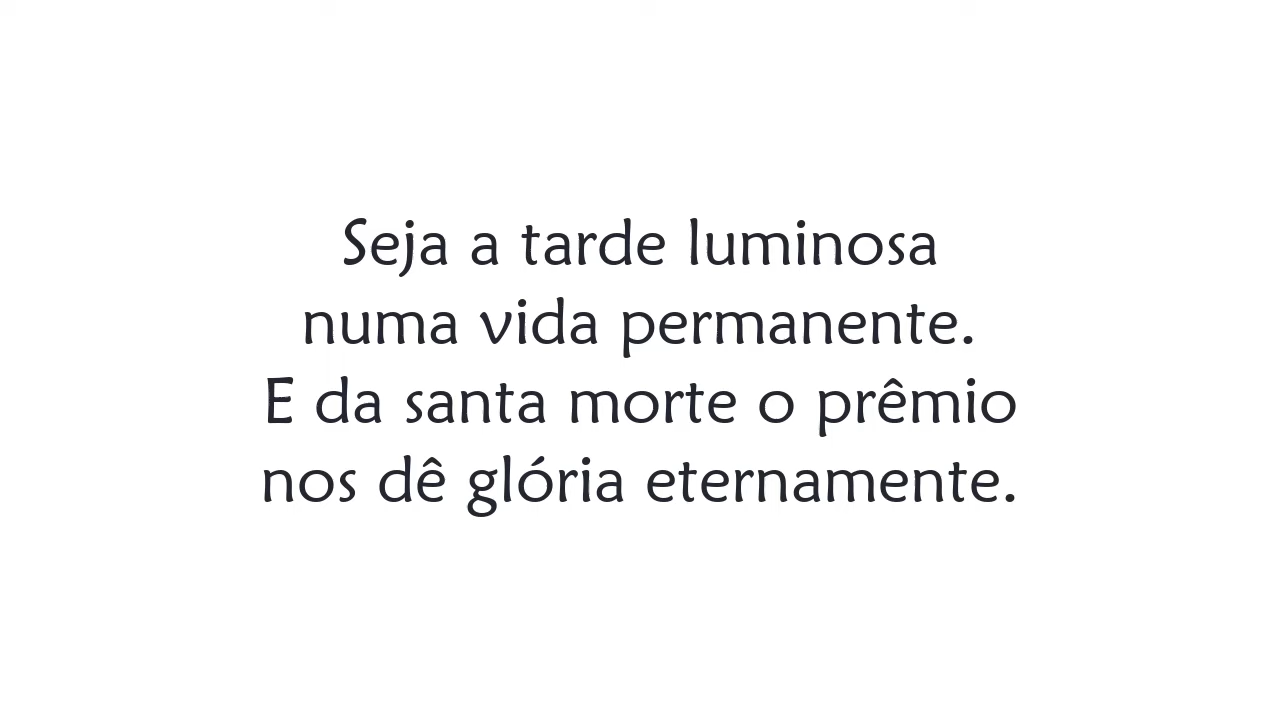 Seja a tarde luminosa
numa vida permanente.
E da santa morte o prêmio
nos dê glória eternamente.